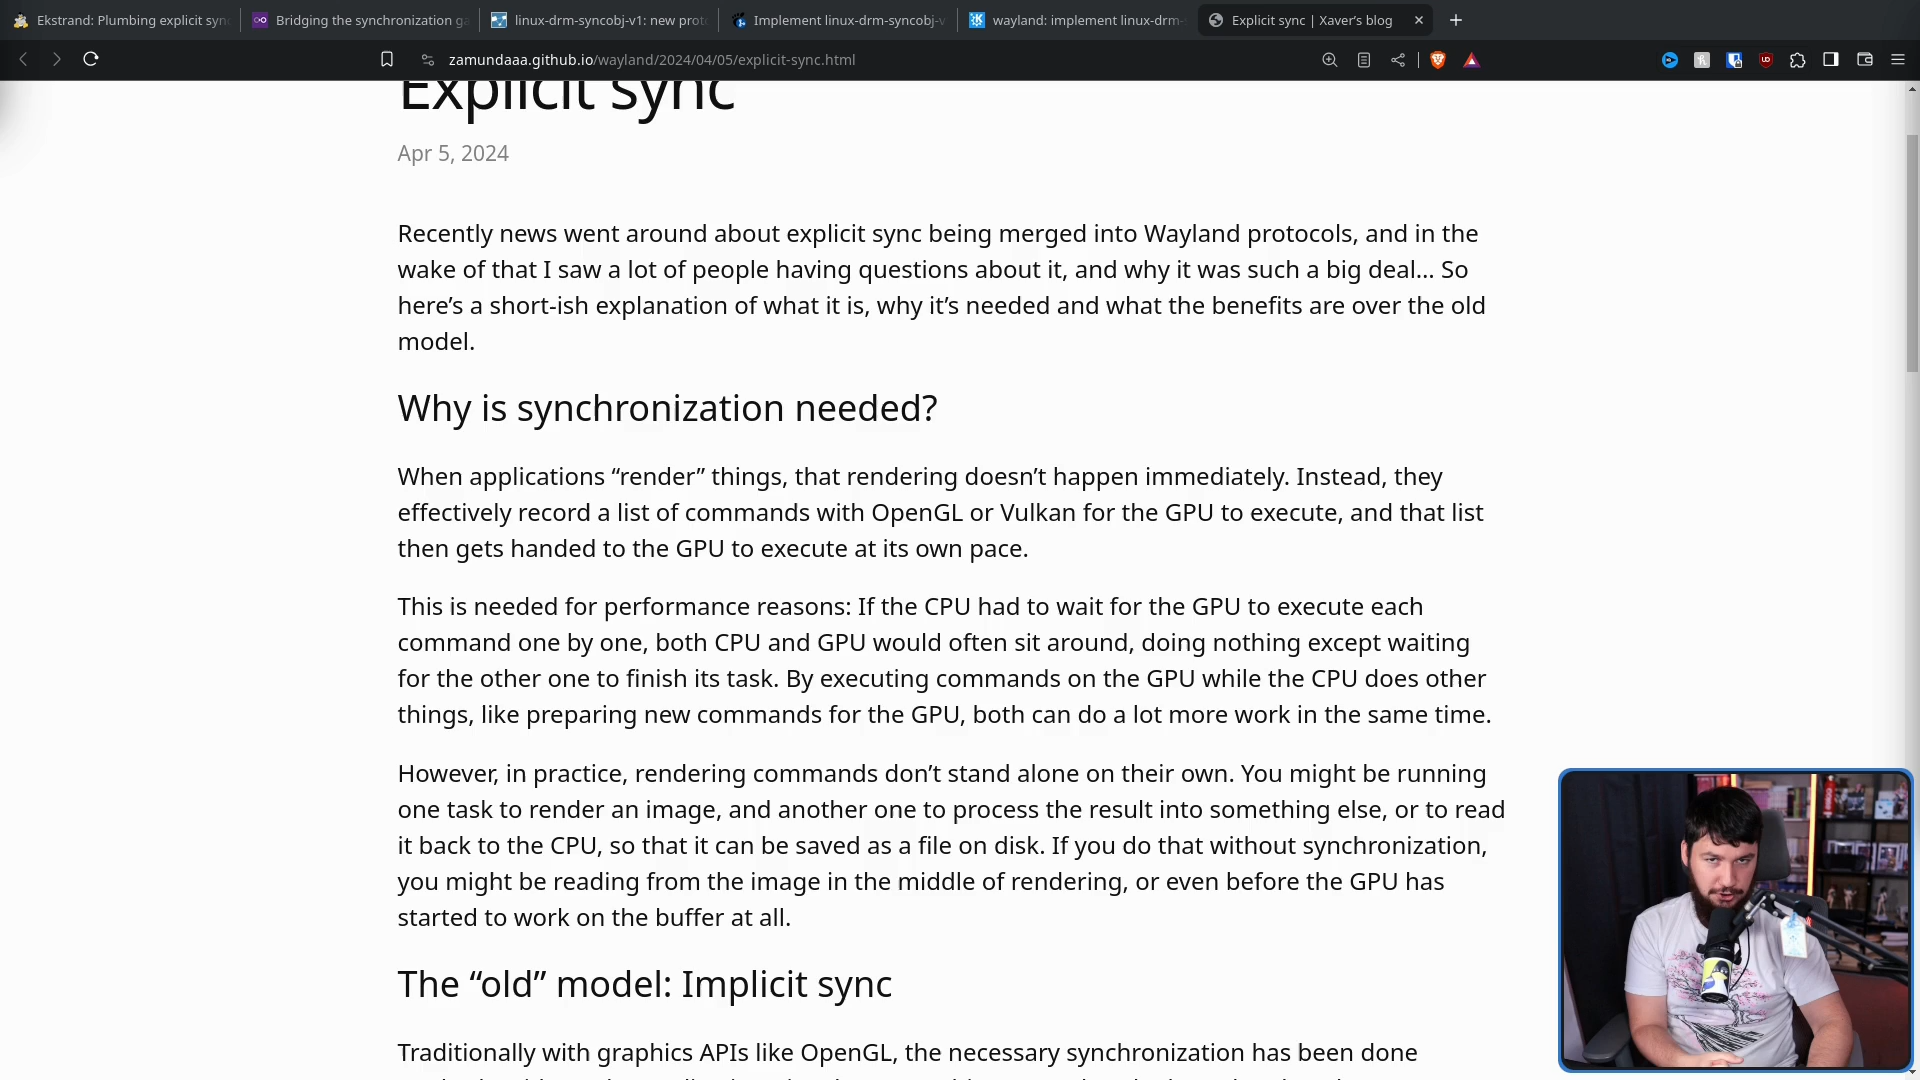 Ekstrand: Plumbing explicit syn
Bridging the synchronization ga
linux-drm-syncobj-v1: new proto
Implement linux-drm-syncobj-v
wayland: implement linux-drm-
Explicit sync | Xaver's blog
zamundaaa.github.io/wayland/2024/04/05/explicit-sync.html
Explicit sync
Apr 5, 2024
Recently news went around about explicit sync being merged into Wayland protocols, and in the
wake of that I saw a lot of people having questions about it, and why it was such a big deal… So
here’s a short-ish explanation of what it is, why it’s needed and what the benefits are over the old
model.
Why is synchronization needed?
When applications “render” things, that rendering doesn’t happen immediately. Instead, they
effectively record a list of commands with OpenGL or Vulkan for the GPU to execute, and that list
then gets handed to the GPU to execute at its own pace.
This is needed for performance reasons: If the CPU had to wait for the GPU to execute each
command one by one, both CPU and GPU would often sit around, doing nothing except waiting
for the other one to finish its task. By executing commands on the GPU while the CPU does other
things, like preparing new commands for the GPU, both can do a lot more work in the same time.
However, in practice, rendering commands don’t stand alone on their own. You might be running
one task to render an image, and another one to process the result into something else, or to read
it back to the CPU, so that it can be saved as a file on disk. If you do that without synchronization,
you might be reading from the image in the middle of rendering, or even before the GPU has
started to work on the buffer at all.
The “old” model: Implicit sync
Traditionally with graphics APIs like OpenGL, the necessary synchronization has been done